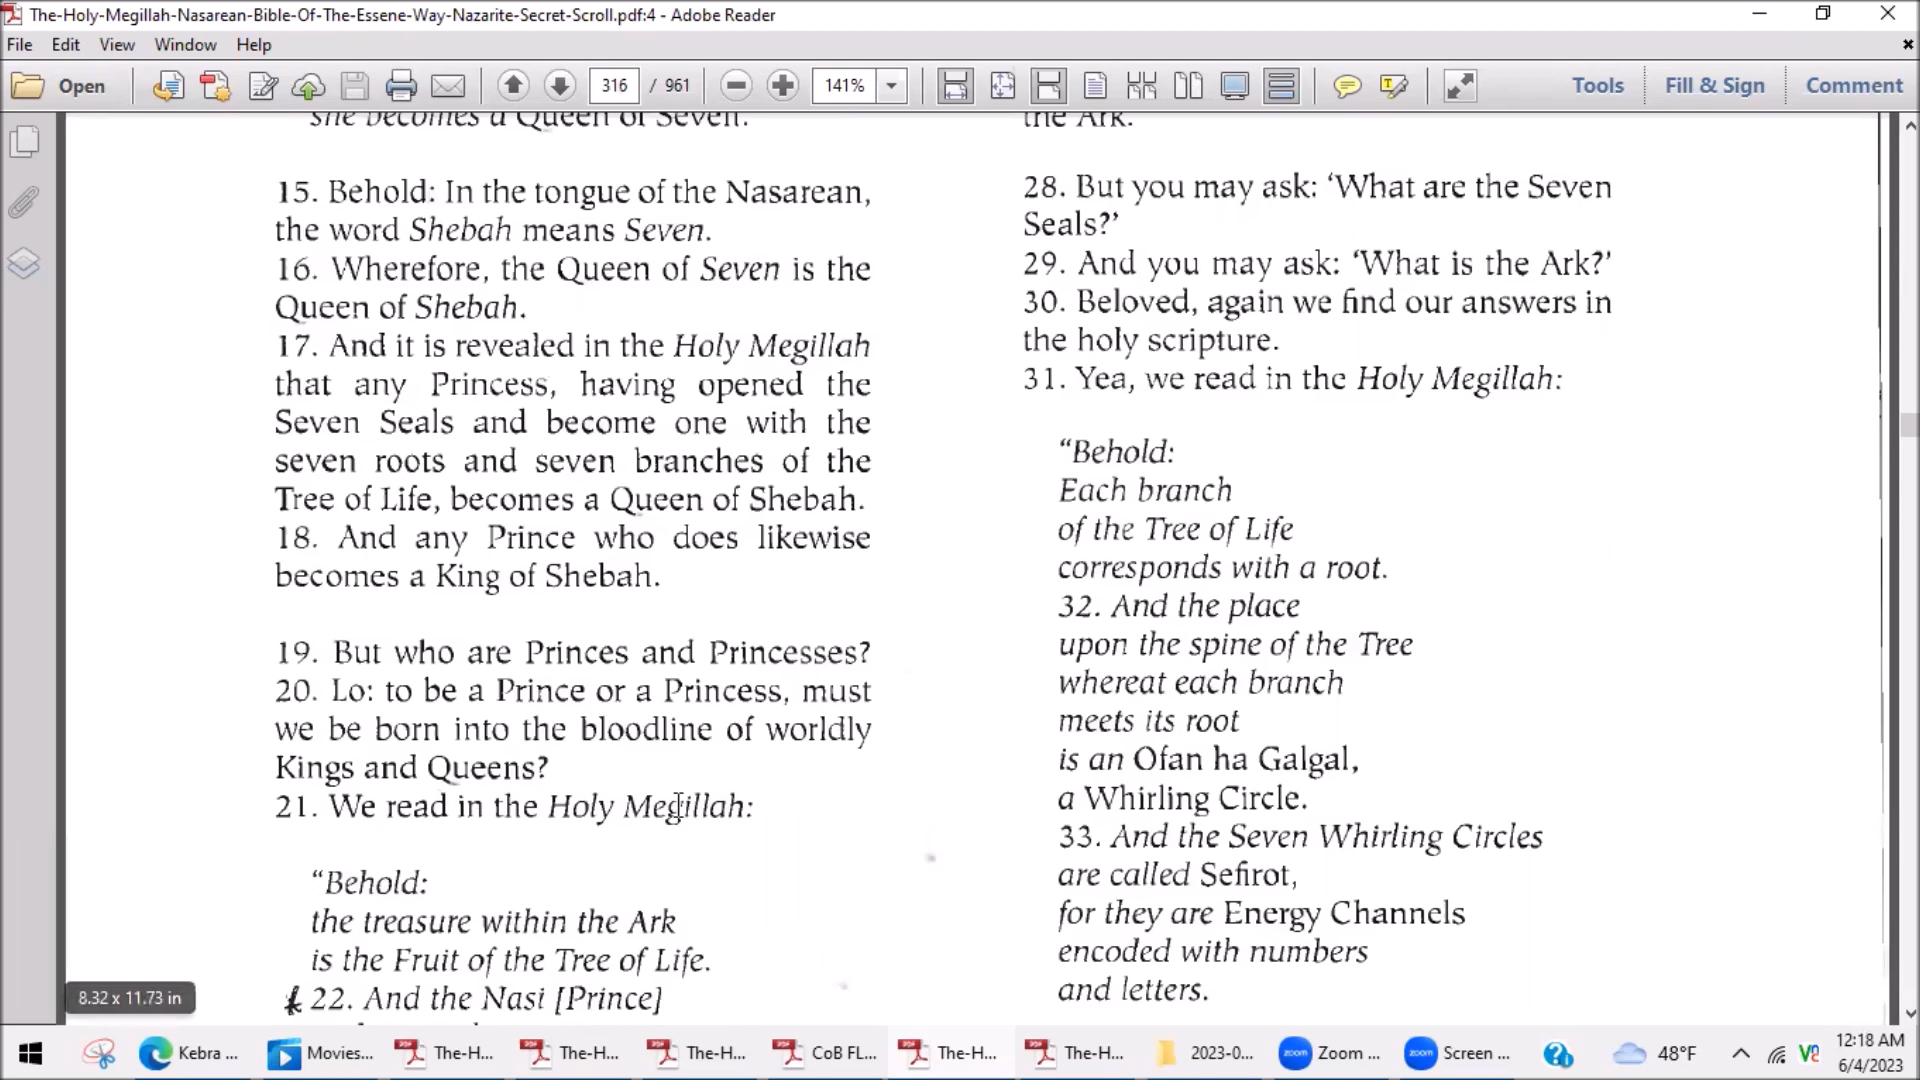 The-Holy-Megillah-Nasarean-Bible-Of-The-Essene-Way-Nazarite-Secret-Scroll.pdf:4 - Adobe Reader
File Edit View Window Help
Open 316 / 961 141% Tools Fill & Sign Comment
she becomes a Queen of Seven.
15. Behold: In the tongue of the Nasarean,
the word Shebah means Seven.
16. Wherefore, the Queen of Seven is the
Queen of Shebah.
17. And it is revealed in the Holy Megillah
that any Princess, having opened the
Seven Seals and become one with the
seven roots and seven branches of the
Tree of Life, becomes a Queen of Shebah.
18. And any Prince who does likewise
becomes a King of Shebah.
19. But who are Princes and Princesses?
20. Lo: to be a Prince or a Princess, must
we be born into the bloodline of worldly
Kings and Queens?
21. We read in the Holy Megillah:
“Behold:
the treasure within the Ark
is the Fruit of the Tree of Life.
22. And the Nasi [Prince]
the Ark.
28. But you may ask: ‘What are the Seven
Seals?’
29. And you may ask: ‘What is the Ark?’
30. Beloved, again we find our answers in
the holy scripture.
31. Yea, we read in the Holy Megillah:
“Behold:
Each branch
of the Tree of Life
corresponds with a root.
32. And the place
upon the spine of the Tree
whereat each branch
meets its root
is an Ofan ha Galgal,
a Whirling Circle.
33. And the Seven Whirling Circles
are called Sefirot,
for they are Energy Channels
encoded with numbers
and letters.
8.32 x 11.73 in
Kebra ... Movies... The-H... The-H... The-H... CoB FL... The-H... The-H... 2023-0... Zoom ... Screen ... 48°F 12:18 AM
6/4/2023